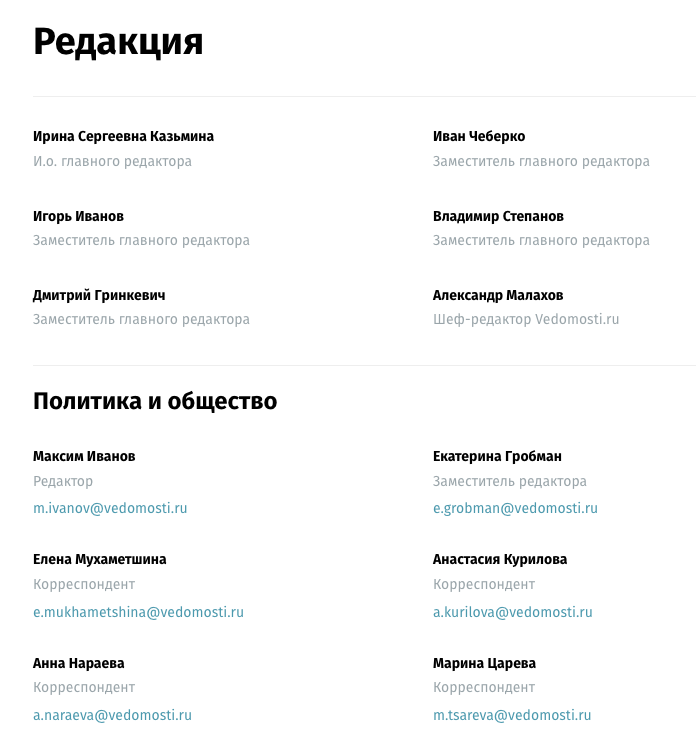 Редакция
Ирина Сергеевна Казьмина
И.о. главного редактора
Иван Чеберко
Заместитель главного редактора
Игорь Иванов
Заместитель главного редактора
Владимир Степанов
Заместитель главного редактора
Дмитрий Гринкевич
Заместитель главного редактора
Александр Малахов
Шеф-редактор Vedomosti.ru
Политика и общество
Максим Иванов
Редактор
m.ivanov@vedomosti.ru
Екатерина Гробман
Заместитель редактора
e.grobman@vedomosti.ru
Елена Мухаметшина
Корреспондент
e.mukhametshina@vedomosti.ru
Анастасия Курилова
Корреспондент
a.kurilova@vedomosti.ru
Анна Нараева
Корреспондент
a.naraeva@vedomosti.ru
Марина Царева
Корреспондент
m.tsareva@vedomosti.ru